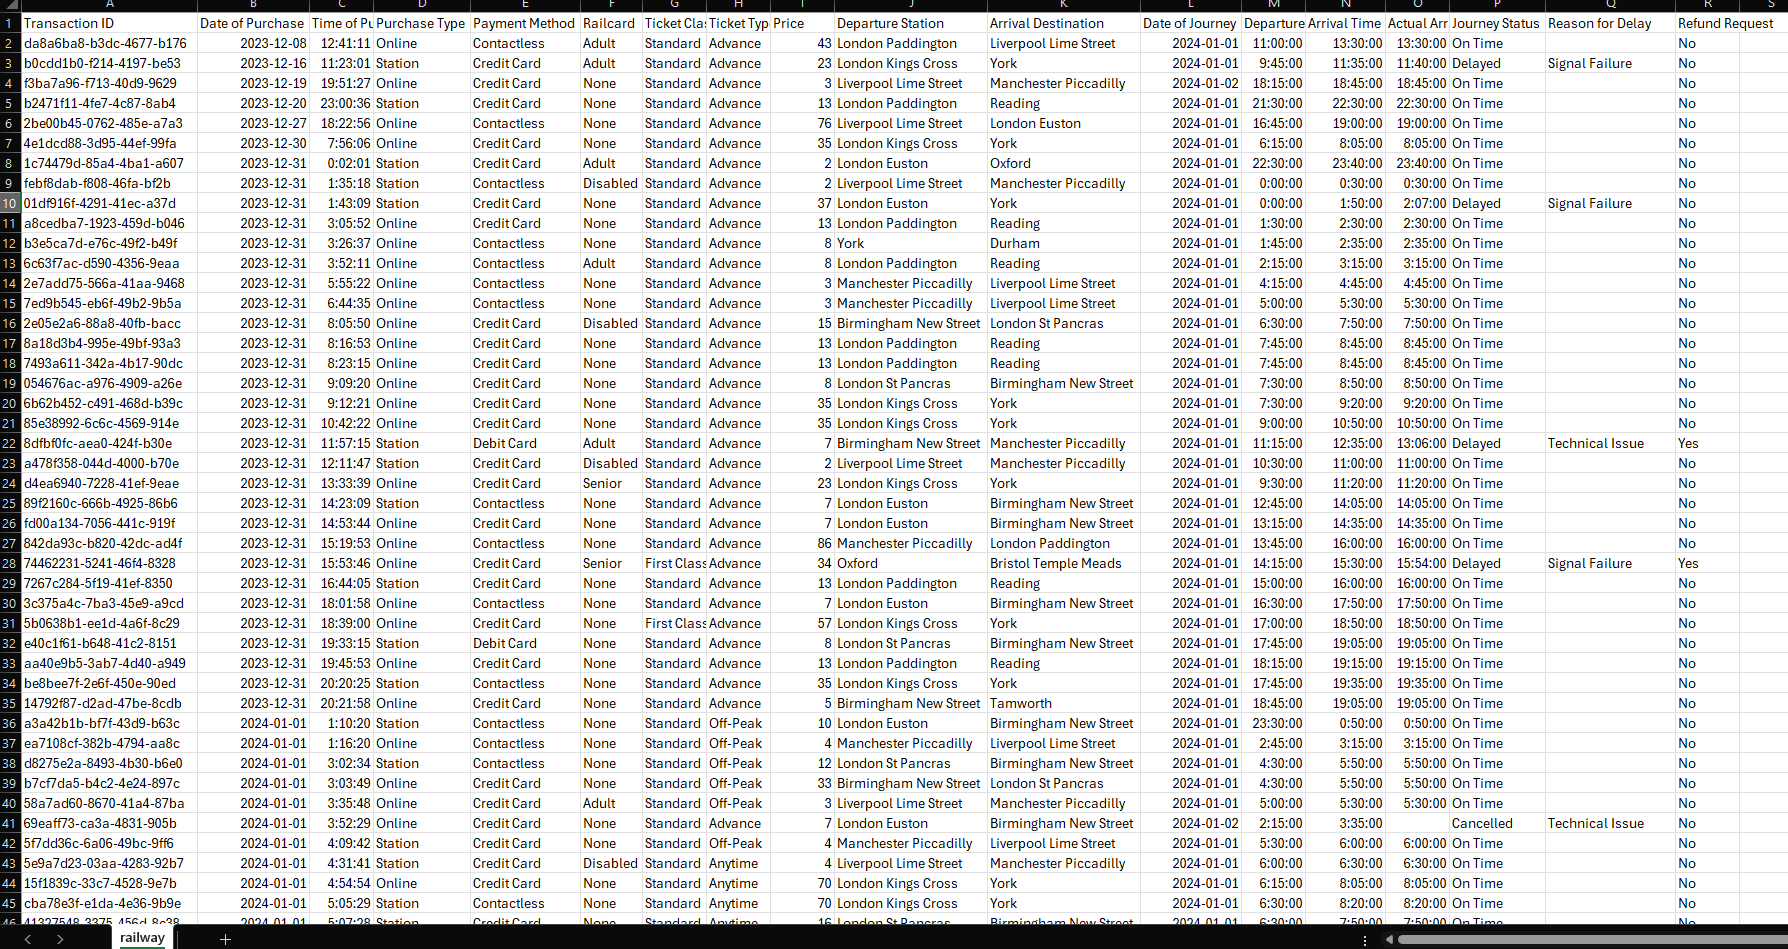 A B C D E F G H I J K L M N O P Q R S
1 Transaction ID Date of Purchase Time of Pu Purchase Type Payment Method Railcard Ticket Clas Ticket Typ Price Departure Station Arrival Destination Date of Journey Departure Arrival Time Actual Arr Journey Status Reason for Delay Refund Request
2 da8a6ba8-b3dc-4677-b176 2023-12-08 12:41:11 Online Contactless Adult Standard Advance 43 London Paddington Liverpool Lime Street 2024-01-01 11:00:00 13:30:00 13:30:00 On Time No
3 b0cdd1b0-f214-4197-be53 2023-12-16 11:23:01 Station Credit Card Adult Standard Advance 23 London Kings Cross York 2024-01-01 9:45:00 11:35:00 11:40:00 Delayed Signal Failure No
4 f3ba7a96-f713-40d9-9629 2023-12-19 19:51:27 Online Credit Card None Standard Advance 3 Liverpool Lime Street Manchester Piccadilly 2024-01-02 18:15:00 18:45:00 18:45:00 On Time No
5 b2471f11-4fe7-4c87-8ab4 2023-12-20 23:00:36 Station Credit Card None Standard Advance 13 London Paddington Reading 2024-01-01 21:30:00 22:30:00 22:30:00 On Time No
6 2be00b45-0762-485e-a7a3 2023-12-27 18:22:56 Online Contactless None Standard Advance 76 Liverpool Lime Street London Euston 2024-01-01 16:45:00 19:00:00 19:00:00 On Time No
7 4e1dcd88-3d95-44ef-99fa 2023-12-30 7:56:06 Online Credit Card None Standard Advance 35 London Kings Cross York 2024-01-01 6:15:00 8:05:00 8:05:00 On Time No
8 1c74479d-85a4-4ba1-a607 2023-12-31 0:02:01 Station Credit Card Adult Standard Advance 2 London Euston Oxford 2024-01-01 22:30:00 23:40:00 23:40:00 On Time No
9 febf8dab-f808-46fa-bf2b 2023-12-31 1:35:18 Station Contactless Disabled Standard Advance 2 Liverpool Lime Street Manchester Piccadilly 2024-01-01 0:00:00 0:30:00 0:30:00 On Time No
10 01df916f-4291-41ec-a37d 2023-12-31 1:43:09 Station Credit Card None Standard Advance 37 London Euston York 2024-01-01 0:00:00 1:50:00 2:07:00 Delayed Signal Failure No
11 a8cedba7-1923-459d-b046 2023-12-31 3:05:52 Online Credit Card None Standard Advance 13 London Paddington Reading 2024-01-01 1:30:00 2:30:00 2:30:00 On Time No
12 b3e5ca7d-e76c-49f2-b49f 2023-12-31 3:26:37 Online Contactless None Standard Advance 8 York Durham 2024-01-01 1:45:00 2:35:00 2:35:00 On Time No
13 6c63f7ac-d590-4356-9eaa 2023-12-31 3:52:11 Online Contactless Adult Standard Advance 8 London Paddington Reading 2024-01-01 2:15:00 3:15:00 3:15:00 On Time No
14 2e7add75-566a-41aa-9468 2023-12-31 5:55:22 Online Contactless None Standard Advance 3 Manchester Piccadilly Liverpool Lime Street 2024-01-01 4:15:00 4:45:00 4:45:00 On Time No
15 7ed9b545-eb6f-49b2-9b5a 2023-12-31 6:44:35 Online Contactless None Standard Advance 3 Manchester Piccadilly Liverpool Lime Street 2024-01-01 5:00:00 5:30:00 5:30:00 On Time No
16 2e05e2a6-88a8-40fb-bacc 2023-12-31 8:05:50 Online Credit Card Disabled Standard Advance 15 Birmingham New Street London St Pancras 2024-01-01 6:30:00 7:50:00 7:50:00 On Time No
17 8a18d3b4-995e-49bf-93a3 2023-12-31 8:16:53 Online Credit Card None Standard Advance 13 London Paddington Reading 2024-01-01 7:45:00 8:45:00 8:45:00 On Time No
18 7493a611-342a-4b17-90dc 2023-12-31 8:23:15 Online Credit Card None Standard Advance 13 London Paddington Reading 2024-01-01 7:45:00 8:45:00 8:45:00 On Time No
19 054676ac-a976-4909-a26e 2023-12-31 9:09:20 Online Credit Card None Standard Advance 8 London St Pancras Birmingham New Street 2024-01-01 7:30:00 8:50:00 8:50:00 On Time No
20 6b62b452-c491-468d-b39c 2023-12-31 9:12:21 Online Credit Card None Standard Advance 35 London Kings Cross York 2024-01-01 7:30:00 9:20:00 9:20:00 On Time No
21 85e38992-6c6c-4569-914e 2023-12-31 10:42:22 Online Credit Card None Standard Advance 35 London Kings Cross York 2024-01-01 9:00:00 10:50:00 10:50:00 On Time No
22 8dfbf0fc-aea0-424f-b30e 2023-12-31 11:57:15 Station Debit Card Adult Standard Advance 7 Birmingham New Street Manchester Piccadilly 2024-01-01 11:15:00 12:35:00 13:06:00 Delayed Technical Issue Yes
23 a478f358-044d-4000-b70e 2023-12-31 12:11:47 Station Credit Card Disabled Standard Advance 2 Liverpool Lime Street Manchester Piccadilly 2024-01-01 10:30:00 11:00:00 11:00:00 On Time No
24 d4ea6940-7228-41ef-9eae 2023-12-31 13:33:39 Online Credit Card Senior Standard Advance 23 London Kings Cross York 2024-01-01 9:30:00 11:20:00 11:20:00 On Time No
25 89f2160c-666b-4925-86b6 2023-12-31 14:23:09 Station Contactless None Standard Advance 7 London Euston Birmingham New Street 2024-01-01 12:45:00 14:05:00 14:05:00 On Time No
26 fd00a134-7056-441c-919f 2023-12-31 14:53:44 Online Credit Card None Standard Advance 7 London Euston Birmingham New Street 2024-01-01 13:15:00 14:35:00 14:35:00 On Time No
27 842da93c-b820-42dc-ad4f 2023-12-31 15:19:53 Online Contactless None Standard Advance 86 Manchester Piccadilly London Paddington 2024-01-01 13:45:00 16:00:00 16:00:00 On Time No
28 74462231-5241-46f4-8328 2023-12-31 15:53:46 Online Credit Card Senior First Class Advance 34 Oxford Bristol Temple Meads 2024-01-01 14:15:00 15:30:00 15:54:00 Delayed Signal Failure Yes
29 7267c284-5f19-41ef-8350 2023-12-31 16:44:05 Station Credit Card None Standard Advance 13 London Paddington Reading 2024-01-01 15:00:00 16:00:00 16:00:00 On Time No
30 3c375a4c-7ba3-45e9-a9cd 2023-12-31 18:01:58 Online Contactless None Standard Advance 7 London Euston Birmingham New Street 2024-01-01 16:30:00 17:50:00 17:50:00 On Time No
31 5b0638b1-ee1d-4a6f-8c29 2023-12-31 18:39:00 Online Credit Card None First Class Advance 57 London Kings Cross York 2024-01-01 17:00:00 18:50:00 18:50:00 On Time No
32 e40c1f61-b648-41c2-8151 2023-12-31 19:33:15 Station Debit Card None Standard Advance 8 London St Pancras Birmingham New Street 2024-01-01 17:45:00 19:05:00 19:05:00 On Time No
33 aa40e9b5-3ab7-4d40-a949 2023-12-31 19:45:53 Online Credit Card None Standard Advance 13 London Paddington Reading 2024-01-01 18:15:00 19:15:00 19:15:00 On Time No
34 be8bee7f-2e6f-450e-90ed 2023-12-31 20:20:25 Station Contactless None Standard Advance 35 London Kings Cross York 2024-01-01 17:45:00 19:35:00 19:35:00 On Time No
35 14792f87-d2ad-47be-8cdb 2023-12-31 20:21:58 Online Credit Card None Standard Advance 5 Birmingham New Street Tamworth 2024-01-01 18:45:00 19:05:00 19:05:00 On Time No
36 a3a42b1b-bf7f-43d9-b63c 2024-01-01 1:10:20 Station Contactless None Standard Off-Peak 10 London Euston Birmingham New Street 2024-01-01 23:30:00 0:50:00 0:50:00 On Time No
37 ea7108cf-382b-4794-aa8c 2024-01-01 1:16:20 Online Contactless None Standard Off-Peak 4 Manchester Piccadilly Liverpool Lime Street 2024-01-01 2:45:00 3:15:00 3:15:00 On Time No
38 d8275e2a-8493-4b30-b6e0 2024-01-01 3:02:34 Station Contactless None Standard Off-Peak 12 London St Pancras Birmingham New Street 2024-01-01 4:30:00 5:50:00 5:50:00 On Time No
39 b7cf7da5-b4c2-4e24-897c 2024-01-01 3:03:49 Online Credit Card None Standard Off-Peak 33 Birmingham New Street London St Pancras 2024-01-01 4:30:00 5:50:00 5:50:00 On Time No
40 58a7ad60-8670-41a4-87ba 2024-01-01 3:35:48 Online Credit Card Adult Standard Off-Peak 3 Liverpool Lime Street Manchester Piccadilly 2024-01-01 5:00:00 5:30:00 5:30:00 On Time No
41 69eaff73-ca3a-4831-905b 2024-01-01 3:52:29 Online Credit Card None Standard Advance 7 London Euston Birmingham New Street 2024-01-02 2:15:00 3:35:00 Cancelled Technical Issue No
42 5f7dd36c-6a06-49bc-9ff6 2024-01-01 4:09:42 Station Credit Card None Standard Off-Peak 4 Manchester Piccadilly Liverpool Lime Street 2024-01-01 5:30:00 6:00:00 6:00:00 On Time No
43 5e9a7d23-03aa-4283-92b7 2024-01-01 4:31:41 Station Credit Card Disabled Standard Anytime 4 Liverpool Lime Street Manchester Piccadilly 2024-01-01 6:00:00 6:30:00 6:30:00 On Time No
44 15f1839c-33c7-4528-9e7b 2024-01-01 4:54:54 Online Credit Card None Standard Anytime 70 London Kings Cross York 2024-01-01 6:15:00 8:05:00 8:05:00 On Time No
45 cba78e3f-e1da-4e36-9b9e 2024-01-01 5:05:29 Station Contactless None Standard Anytime 70 London Kings Cross York 2024-01-01 6:30:00 8:20:00 8:20:00 On Time No
46 41327548-3375-456d-8c38 2024-01-01 5:07:28 Station Credit Card None Standard Anytime 16 London St Pancras Birmingham New Street 2024-01-01 6:30:00 7:50:00 7:50:00 On Time No
railway